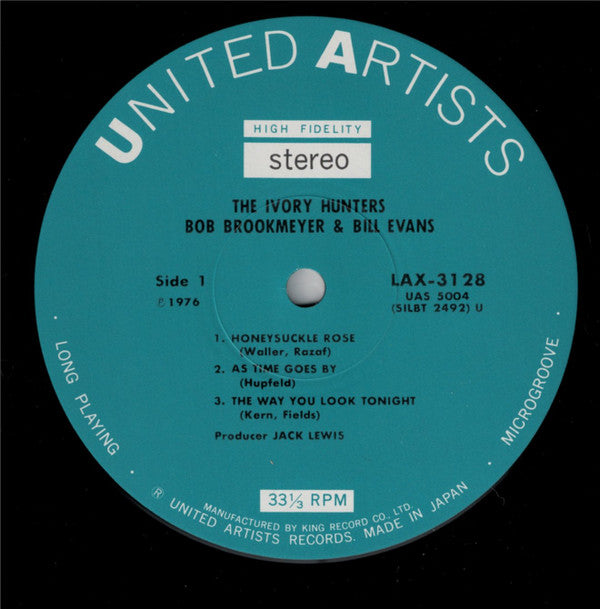 UNITED ARTISTS
HIGH FIDELITY
stereo
THE IVORY HUNTERS
BOB BROOKMEYER & BILL EVANS
Side 1
℗ 1976
LAX-3128
UAS 5004
(SILBT 2492) U
1. HONEYSUCKLE ROSE
(Waller, Razaf)
2. AS TIME GOES BY
(Hupfeld)
3. THE WAY YOU LOOK TONIGHT
(Kern, Fields)
Producer JACK LEWIS
· LONG PLAYING ·
· MICROGROOVE ·
33⅓ RPM
MANUFACTURED BY KING RECORD CO., LTD.
® UNITED ARTISTS RECORDS. MADE IN JAPAN